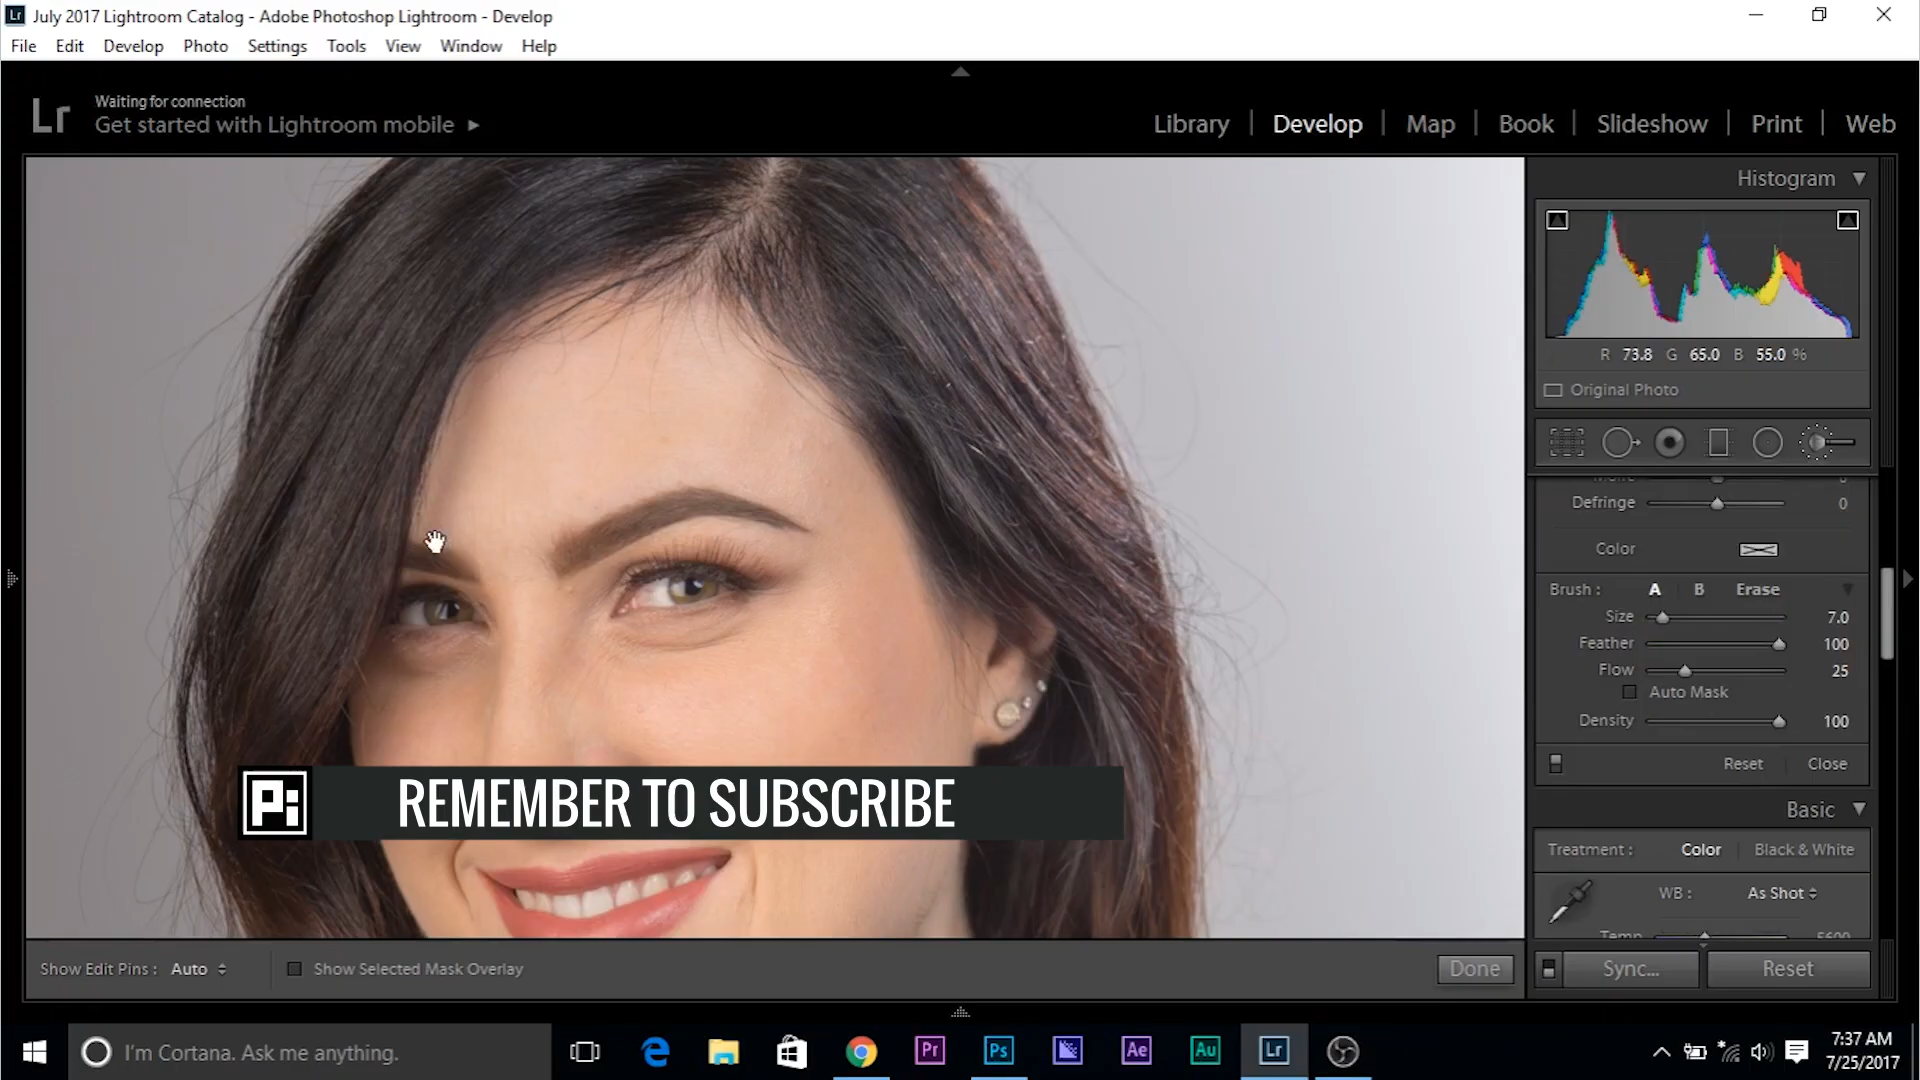 Lr July 2017 Lightroom Catalog - Adobe Photoshop Lightroom - Develop
File Edit Develop Photo Settings Tools View Window Help
Lr Waiting for connection
Get started with Lightroom mobile
Library | Develop | Map | Book | Slideshow | Print | Web
Histogram
R 73.8 G 65.0 B 55.0 %
Original Photo
Defringe 0
Color
Brush : A B Erase
Size 7.0
Feather 100
Flow 25
Auto Mask
Density 100
Reset Close
Basic
Treatment : Color Black & White
WB : As Shot
Temp 5600
Pi REMEMBER TO SUBSCRIBE
Show Edit Pins : Auto Show Selected Mask Overlay Done
Sync... Reset
I'm Cortana. Ask me anything.
Pr Ps Ae Au Lr
7:37 AM
7/25/2017